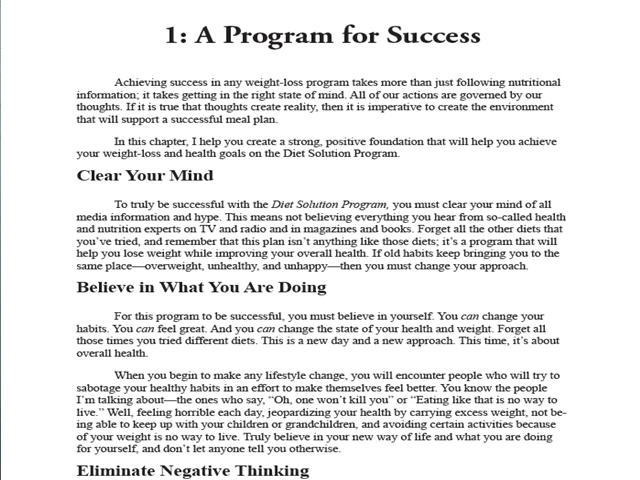 1: A Program for Success
Achieving success in any weight-loss program takes more than just following nutritional
information; it takes getting in the right state of mind. All of our actions are governed by our
thoughts. If it is true that thoughts create reality, then it is imperative to create the environment
that will support a successful meal plan.
In this chapter, I help you create a strong, positive foundation that will help you achieve
your weight-loss and health goals on the Diet Solution Program.
Clear Your Mind
To truly be successful with the Diet Solution Program, you must clear your mind of all
media information and hype. This means not believing everything you hear from so-called health
and nutrition experts on TV and radio and in magazines and books. Forget all the other diets that
you’ve tried, and remember that this plan isn’t anything like those diets; it’s a program that will
help you lose weight while improving your overall health. If old habits keep bringing you to the
same place—overweight, unhealthy, and unhappy—then you must change your approach.
Believe in What You Are Doing
For this program to be successful, you must believe in yourself. You can change your
habits. You can feel great. And you can change the state of your health and weight. Forget all
those times you tried different diets. This is a new day and a new approach. This time, it’s about
overall health.
When you begin to make any lifestyle change, you will encounter people who will try to
sabotage your healthy habits in an effort to make themselves feel better. You know the people
I’m talking about—the ones who say, “Oh, one won’t kill you” or “Eating like that is no way to
live.” Well, feeling horrible each day, jeopardizing your health by carrying excess weight, not be-
ing able to keep up with your children or grandchildren, and avoiding certain activities because
of your weight is no way to live. Truly believe in your new way of life and what you are doing
for yourself, and don’t let anyone tell you otherwise.
Eliminate Negative Thinking